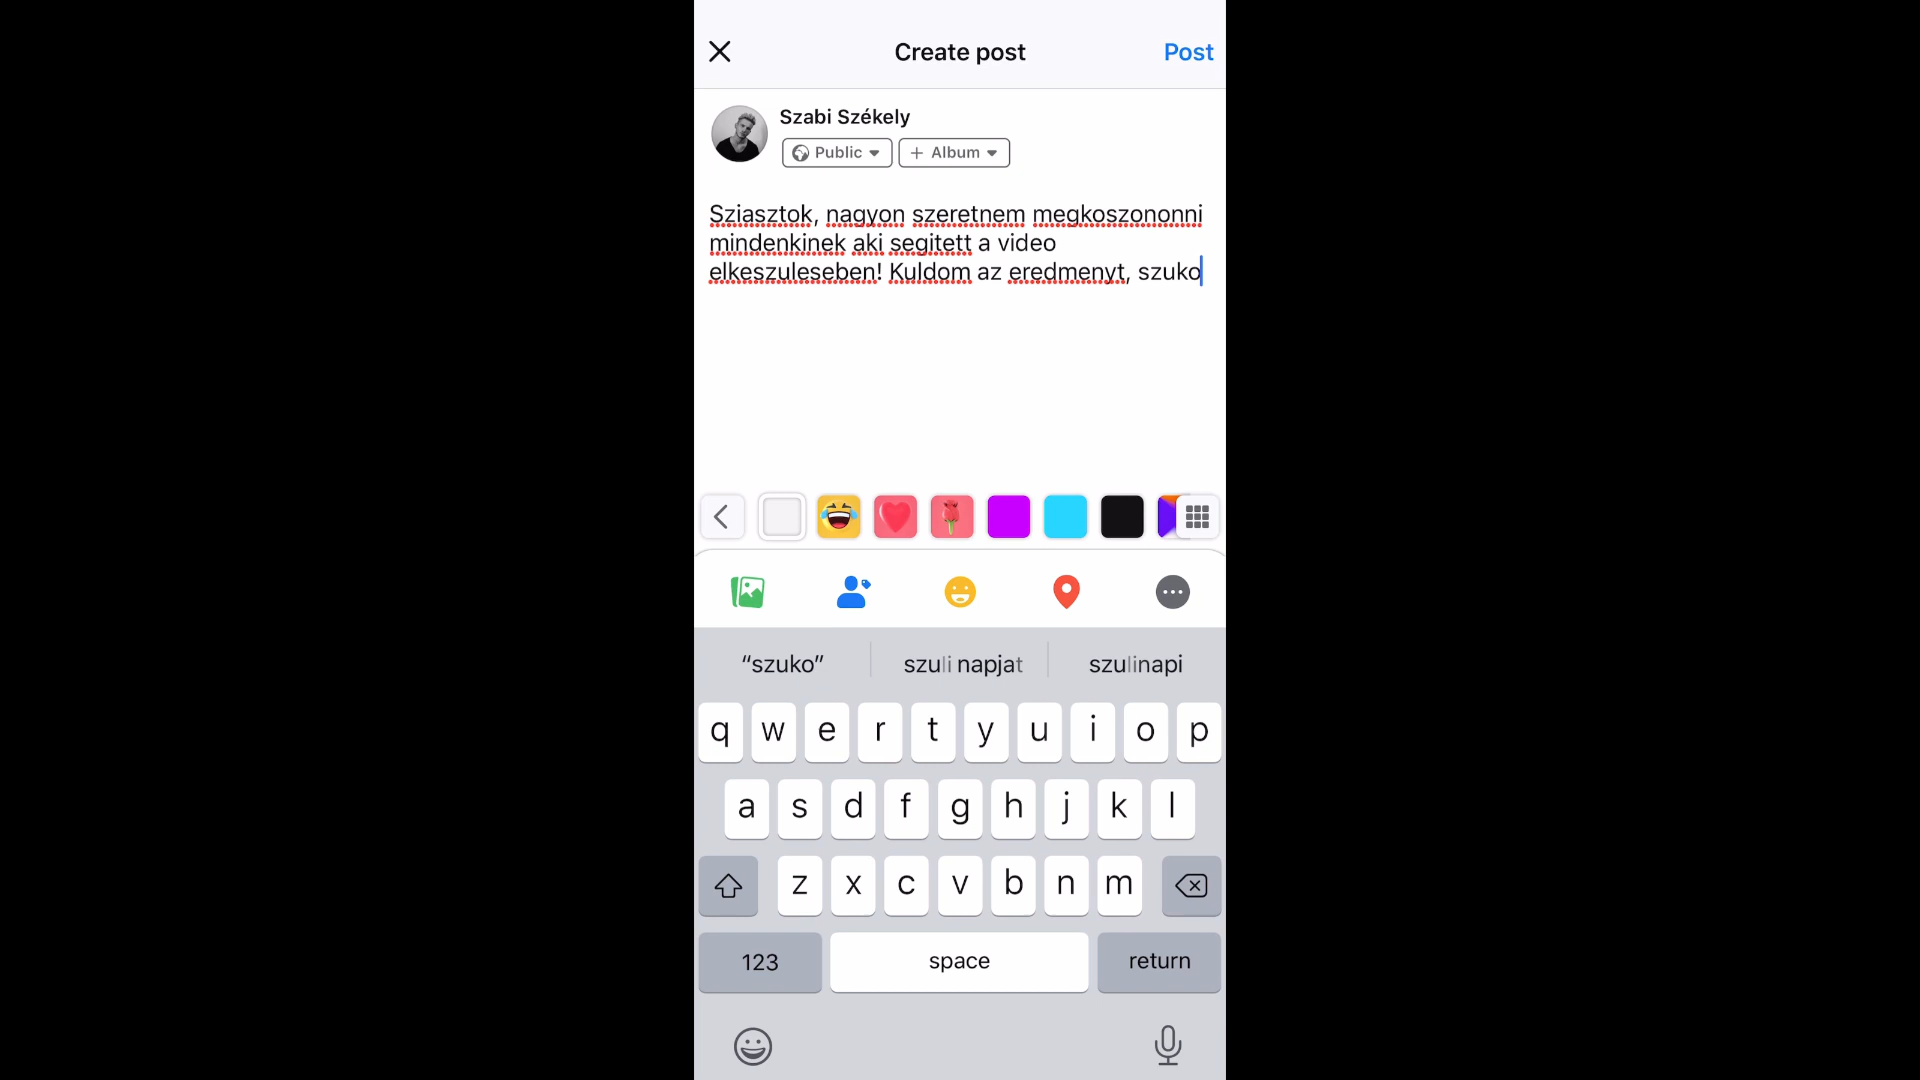 Create post
Post
Szabi Székely
Public
+ Album
Sziasztok, nagyon szeretnem megkoszononni
mindenkinek aki segitett a video
elkeszuleseben! Kuldom az eredmenyt, szuko
“szuko”
szuli napjat
szulinapi
q w e r t y u i o p
a s d f g h j k l
z x c v b n m
123
space
return